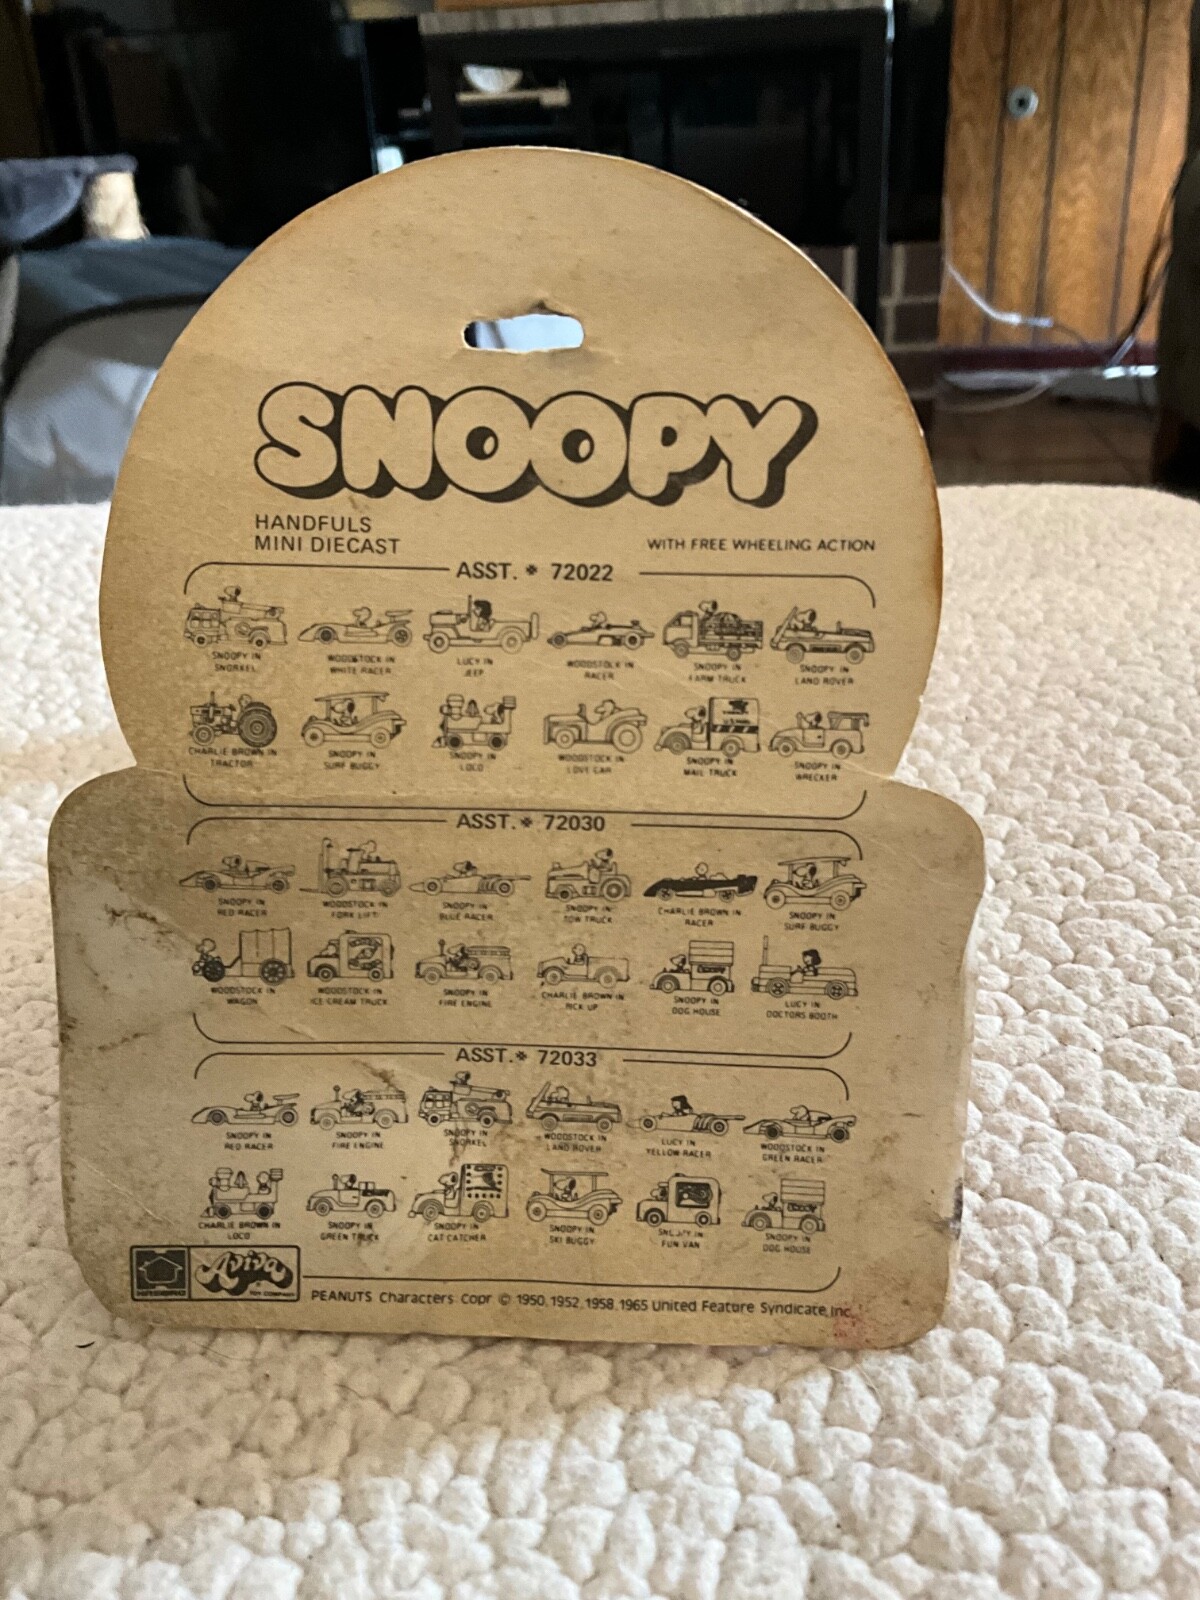 SNOOPY
HANDFULS
MINI DIECAST
WITH FREE WHEELING ACTION
ASST. # 72022
SNOOPY IN
SNORKEL
WOODSTOCK IN
WHITE RACER
LUCY IN
JEEP
WOODSTOCK IN
RACER
SNOOPY IN
FARM TRUCK
SNOOPY IN
LAND ROVER
CHARLIE BROWN IN
TRACTOR
SNOOPY IN
SURF BUGGY
SNOOPY IN
LOCO
WOODSTOCK IN
LOVE CAR
SNOOPY IN
MAIL TRUCK
SNOOPY IN
WRECKER
ASST. # 72030
SNOOPY IN
RED RACER
WOODSTOCK IN
FORK LIFT
SNOOPY IN
BLUE RACER
SNOOPY IN
TOW TRUCK
CHARLIE BROWN IN
RACER
SNOOPY IN
SURF BUGGY
WOODSTOCK IN
WAGON
WOODSTOCK IN
ICE CREAM TRUCK
SNOOPY IN
FIRE ENGINE
CHARLIE BROWN IN
PICK UP
SNOOPY IN
DOG HOUSE
LUCY IN
DOCTORS BOOTH
ASST. # 72033
SNOOPY IN
RED RACER
SNOOPY IN
FIRE ENGINE
SNOOPY IN
SNORKEL
WOODSTOCK IN
LAND ROVER
LUCY IN
YELLOW RACER
WOODSTOCK IN
GREEN RACER
CHARLIE BROWN IN
LOCO
SNOOPY IN
GREEN TRUCK
SNOOPY IN
CAT CATCHER
SNOOPY IN
SKI BUGGY
SNOOPY IN
FUN VAN
SNOOPY IN
DOG HOUSE
HASBRO
Aviva
TOY COMPANY
PEANUTS Characters: Copr © 1950, 1952, 1958, 1965 United Feature Syndicate, Inc.